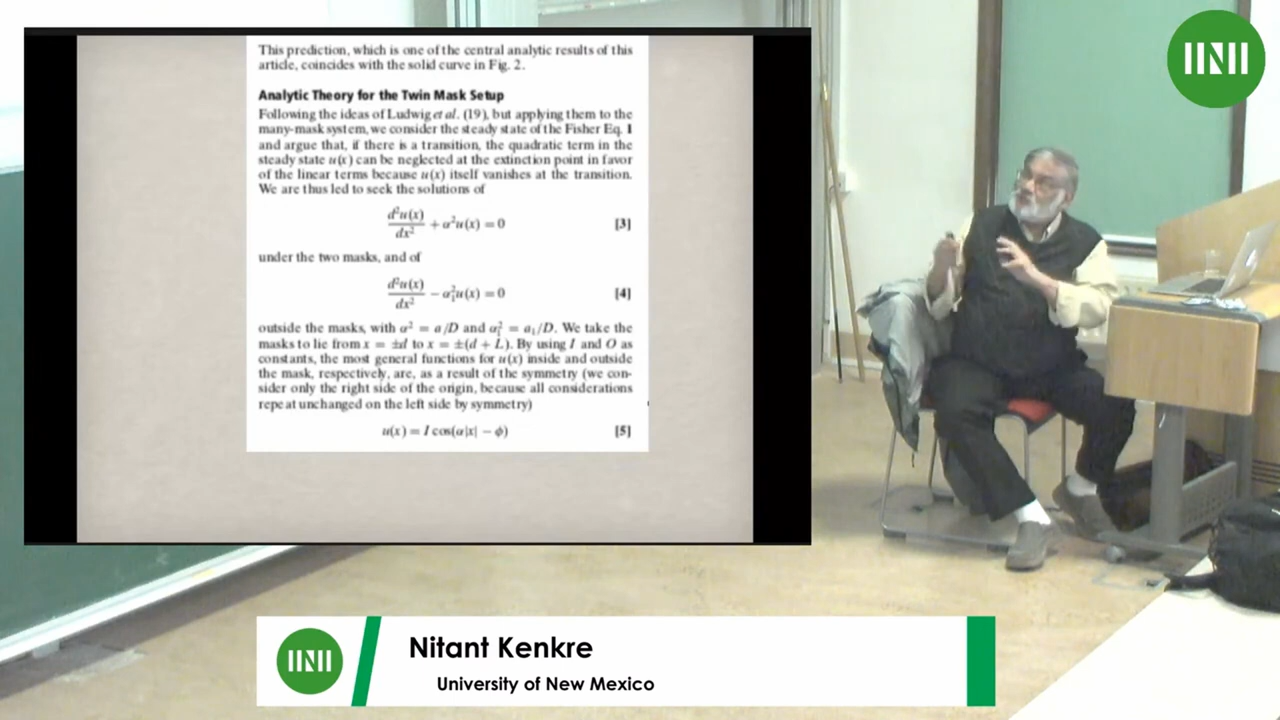 This prediction, which is one of the central analytic results of this
article, coincides with the solid curve in Fig. 2.
Analytic Theory for the Twin Mask Setup
Following the ideas of Ludwig et al. (19), but applying them to the
many-mask system, we consider the steady state of the Fisher Eq. 1
and argue that, if there is a transition, the quadratic term in the
steady state u(x) can be neglected at the extinction point in favor
of the linear terms because u(x) itself vanishes at the transition.
We are thus led to seek the solutions of
d²u(x)/dx² + α²u(x) = 0 [3]
under the two masks, and of
d²u(x)/dx² − α₁²u(x) = 0 [4]
outside the masks, with α² = a/D and α₁² = a₁/D. We take the
masks to lie from x = ±d to x = ±(d + L). By using I and O as
constants, the most general functions for u(x) inside and outside
the mask, respectively, are, as a result of the symmetry (we con-
sider only the right side of the origin, because all considerations
repeat unchanged on the left side by symmetry)
u(x) = I cos(α|x| − ϕ) [5]
IINII
IINII
Nitant Kenkre
University of New Mexico